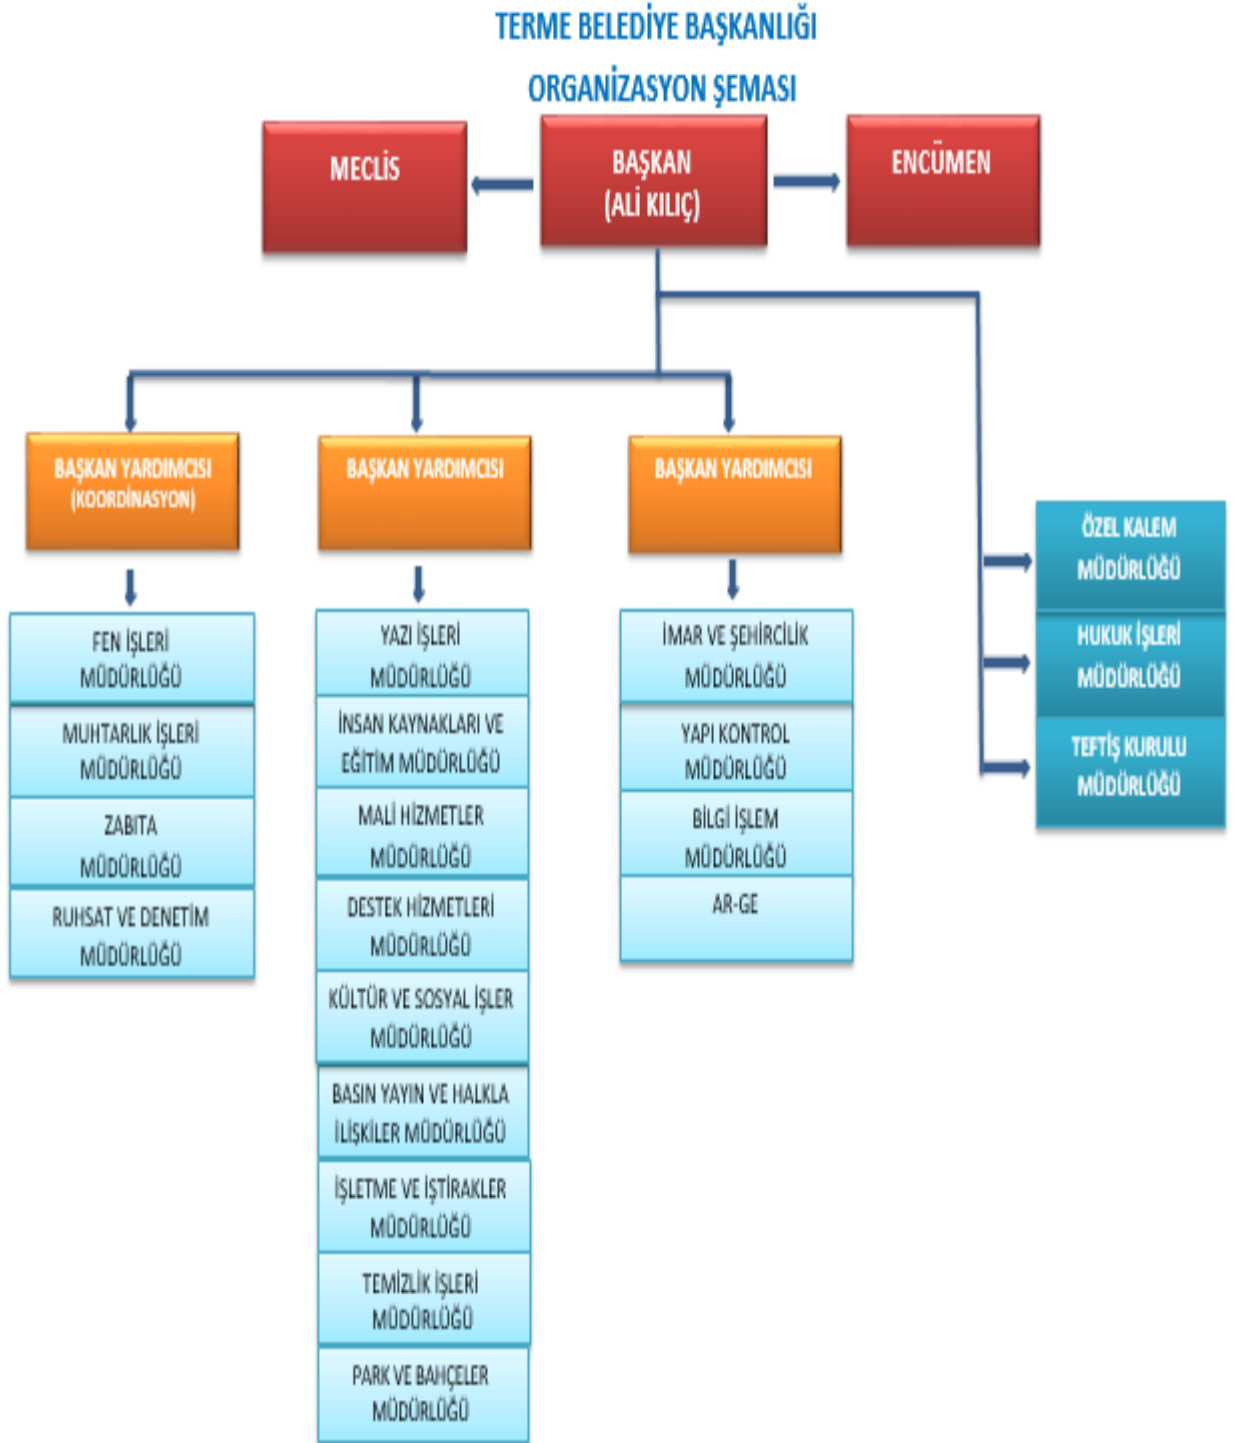 TERME BELEDİYE BAŞKANLIĞI
ORGANİZASYON ŞEMASI
MECLİS
BAŞKAN
(ALİ KILIÇ)
ENCÜMEN
BAŞKAN YARDIMCISI
(KOORDİNASYON)
BAŞKAN YARDIMCISI
BAŞKAN YARDIMCISI
ÖZEL KALEM
MÜDÜRLÜĞÜ
HUKUK İŞLERİ
MÜDÜRLÜĞÜ
TEFTİŞ KURULU
MÜDÜRLÜĞÜ
FEN İŞLERİ
MÜDÜRLÜĞÜ
MUHTARLIK İŞLERİ
MÜDÜRLÜĞÜ
ZABITA
MÜDÜRLÜĞÜ
RUHSAT VE DENETİM
MÜDÜRLÜĞÜ
YAZI İŞLERİ
MÜDÜRLÜĞÜ
İNSAN KAYNAKLARI VE
EĞİTİM MÜDÜRLÜĞÜ
MALİ HİZMETLER
MÜDÜRLÜĞÜ
DESTEK HİZMETLERİ
MÜDÜRLÜĞÜ
KÜLTÜR VE SOSYAL İŞLER
MÜDÜRLÜĞÜ
BASIN YAYIN VE HALKLA
İLİŞKİLER MÜDÜRLÜĞÜ
İŞLETME VE İŞTİRAKLER
MÜDÜRLÜĞÜ
TEMİZLİK İŞLERİ
MÜDÜRLÜĞÜ
PARK VE BAHÇELER
MÜDÜRLÜĞÜ
İMAR VE ŞEHİRCİLİK
MÜDÜRLÜĞÜ
YAPI KONTROL
MÜDÜRLÜĞÜ
BİLGİ İŞLEM
MÜDÜRLÜĞÜ
AR-GE